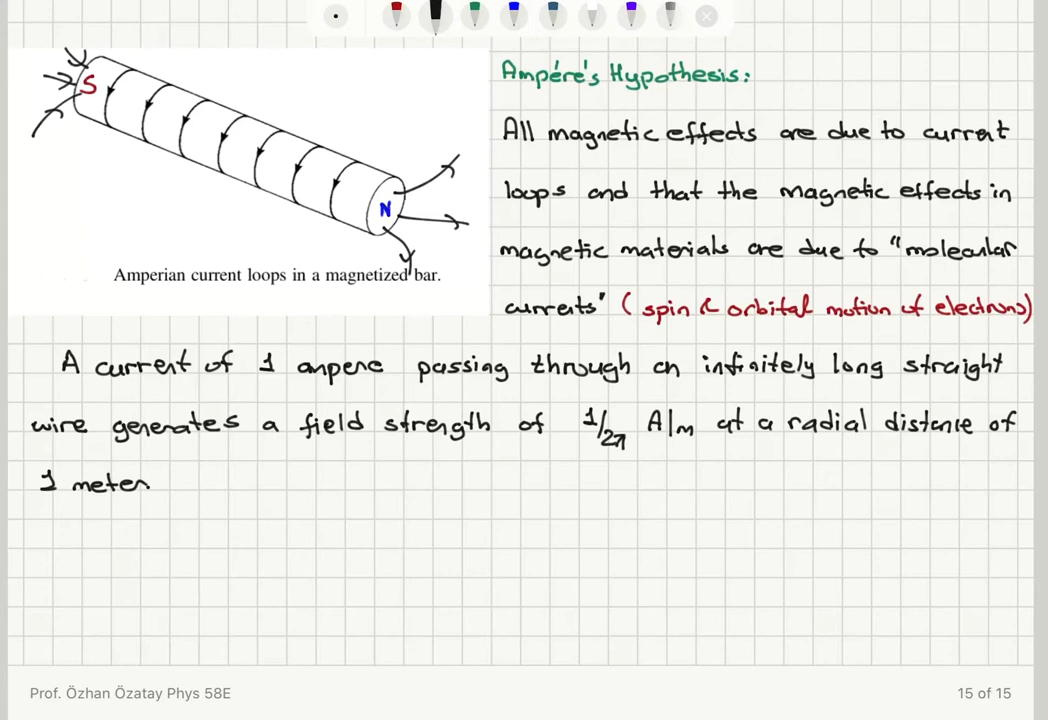 S
N
Amperian current loops in a magnetized bar.
Ampére's Hypothesis:
All magnetic effects are due to current
loops and that the magnetic effects in
magnetic materials are due to "molecular
currents" (spin & orbital motion of electrons)
A current of 1 ampere passing through an infinitely long straight
wire generates a field strength of 1/2π A/m at a radial distance of
1 meter.
Prof. Özhan Özatay Phys 58E
15 of 15